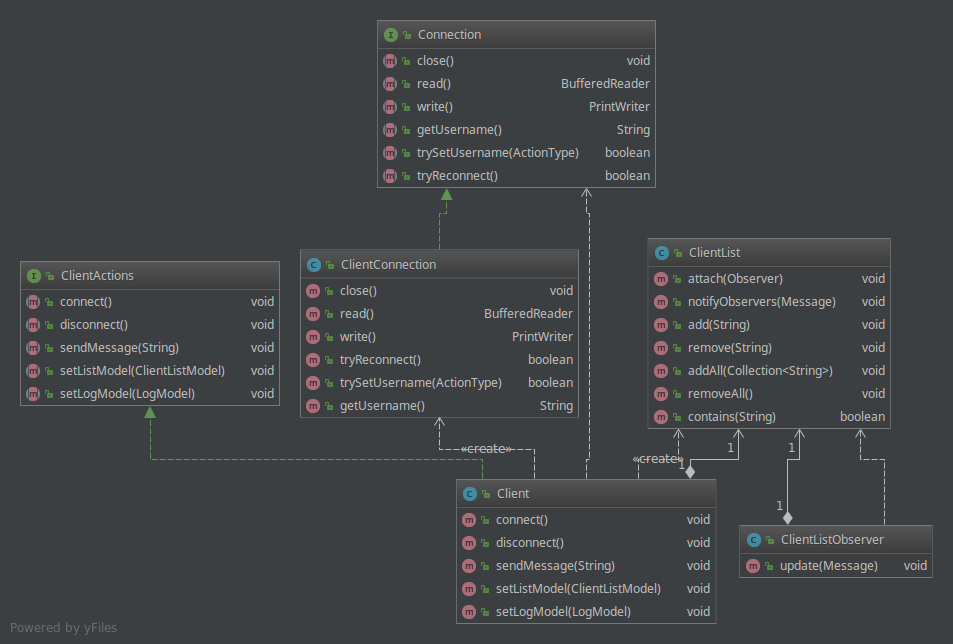 Connection
close() void
read() BufferedReader
write() PrintWriter
getUsername() String
trySetUsername(ActionType) boolean
tryReconnect() boolean
ClientActions
connect() void
disconnect() void
sendMessage(String) void
setListModel(ClientListModel) void
setLogModel(LogModel) void
ClientConnection
close() void
read() BufferedReader
write() PrintWriter
tryReconnect() boolean
trySetUsername(ActionType) boolean
getUsername() String
ClientList
attach(Observer) void
notifyObservers(Message) void
add(String) void
remove(String) void
addAll(Collection<String>) void
removeAll() void
contains(String) boolean
«create»
«create»
1
1
1
1
Client
connect() void
disconnect() void
sendMessage(String) void
setListModel(ClientListModel) void
setLogModel(LogModel) void
ClientListObserver
update(Message) void
Powered by yFiles